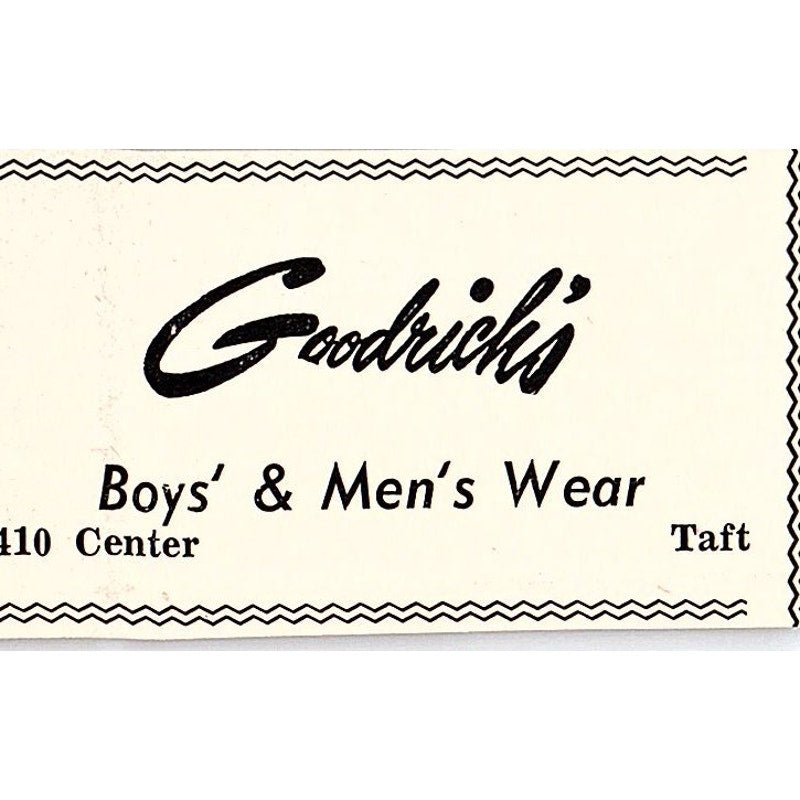 Goodrich's
Boys' & Men's Wear
410 Center Taft